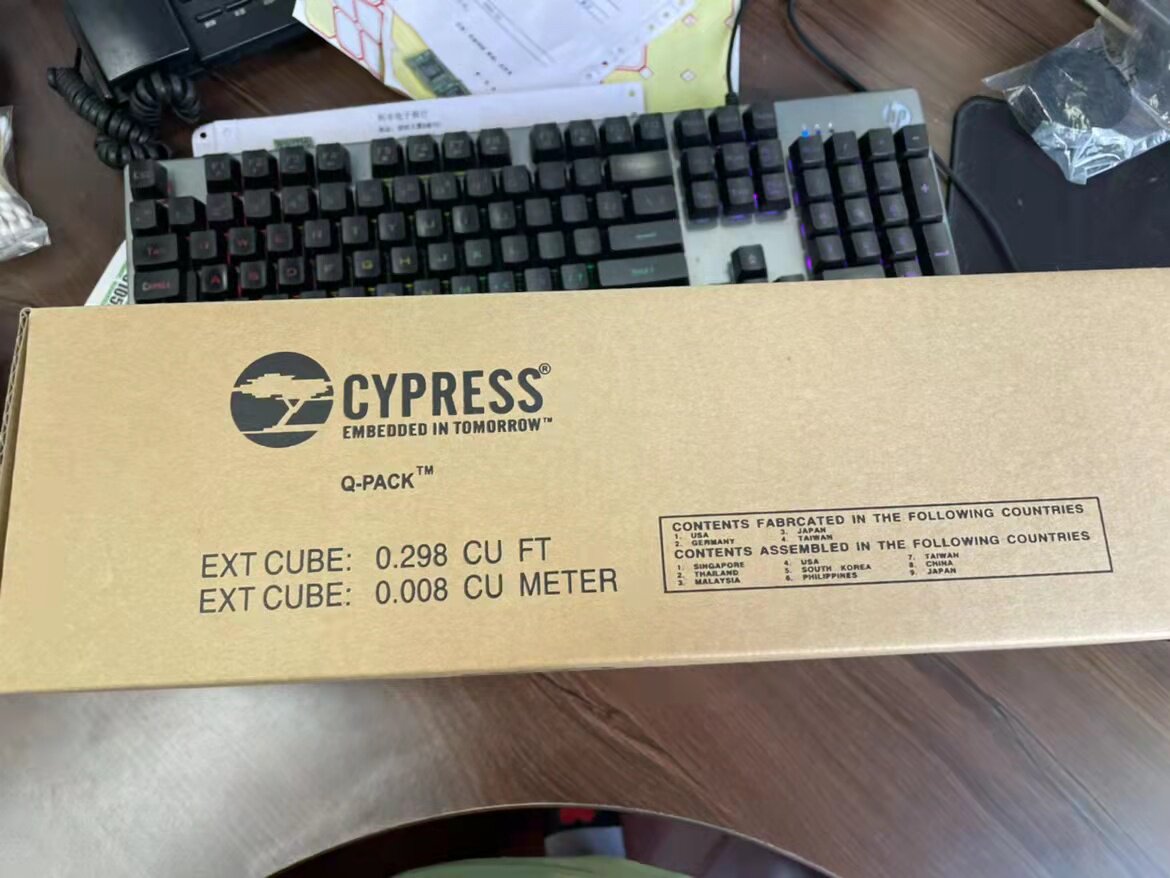 hp
CYPRESS®
EMBEDDED IN TOMORROW™
Q-PACK™
EXT CUBE: 0.298 CU FT
EXT CUBE: 0.008 CU METER
CONTENTS FABRCATED IN THE FOLLOWING COUNTRIES
1. USA 3. JAPAN
2. GERMANY 4. TAIWAN
CONTENTS ASSEMBLED IN THE FOLLOWING COUNTRIES
1. SINGAPORE 4. USA 7. TAIWAN
2. THAILAND 5. SOUTH KOREA 8. CHINA
3. MALAYSIA 6. PHILIPPINES 9. JAPAN